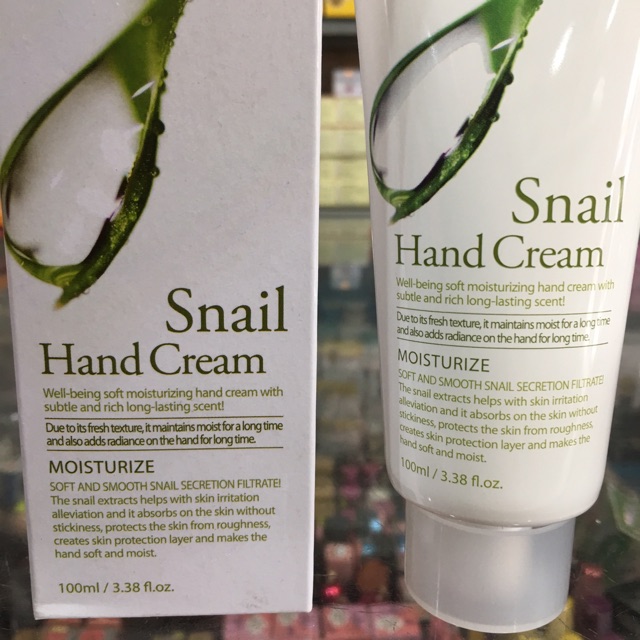 Snail
Hand Cream
Well-being soft moisturizing hand cream with
subtle and rich long-lasting scent!
Due to its fresh texture, it maintains moist for a long time
and also adds radiance on the hand for long time.
MOISTURIZE
SOFT AND SMOOTH SNAIL SECRETION FILTRATE!
The snail extracts helps with skin irritation
alleviation and it absorbs on the skin without
stickiness, protects the skin from roughness,
creates skin protection layer and makes the
hand soft and moist.
100ml / 3.38 fl.oz.
Snail
Hand Cream
Well-being soft moisturizing hand cream with
subtle and rich long-lasting scent!
Due to its fresh texture, it maintains moist for a long time
and also adds radiance on the hand for long time.
MOISTURIZE
SOFT AND SMOOTH SNAIL SECRETION FILTRATE!
The snail extracts helps with skin irritation
alleviation and it absorbs on the skin without
stickiness, protects the skin from roughness,
creates skin protection layer and makes the
hand soft and moist.
100ml / 3.38 fl.oz.